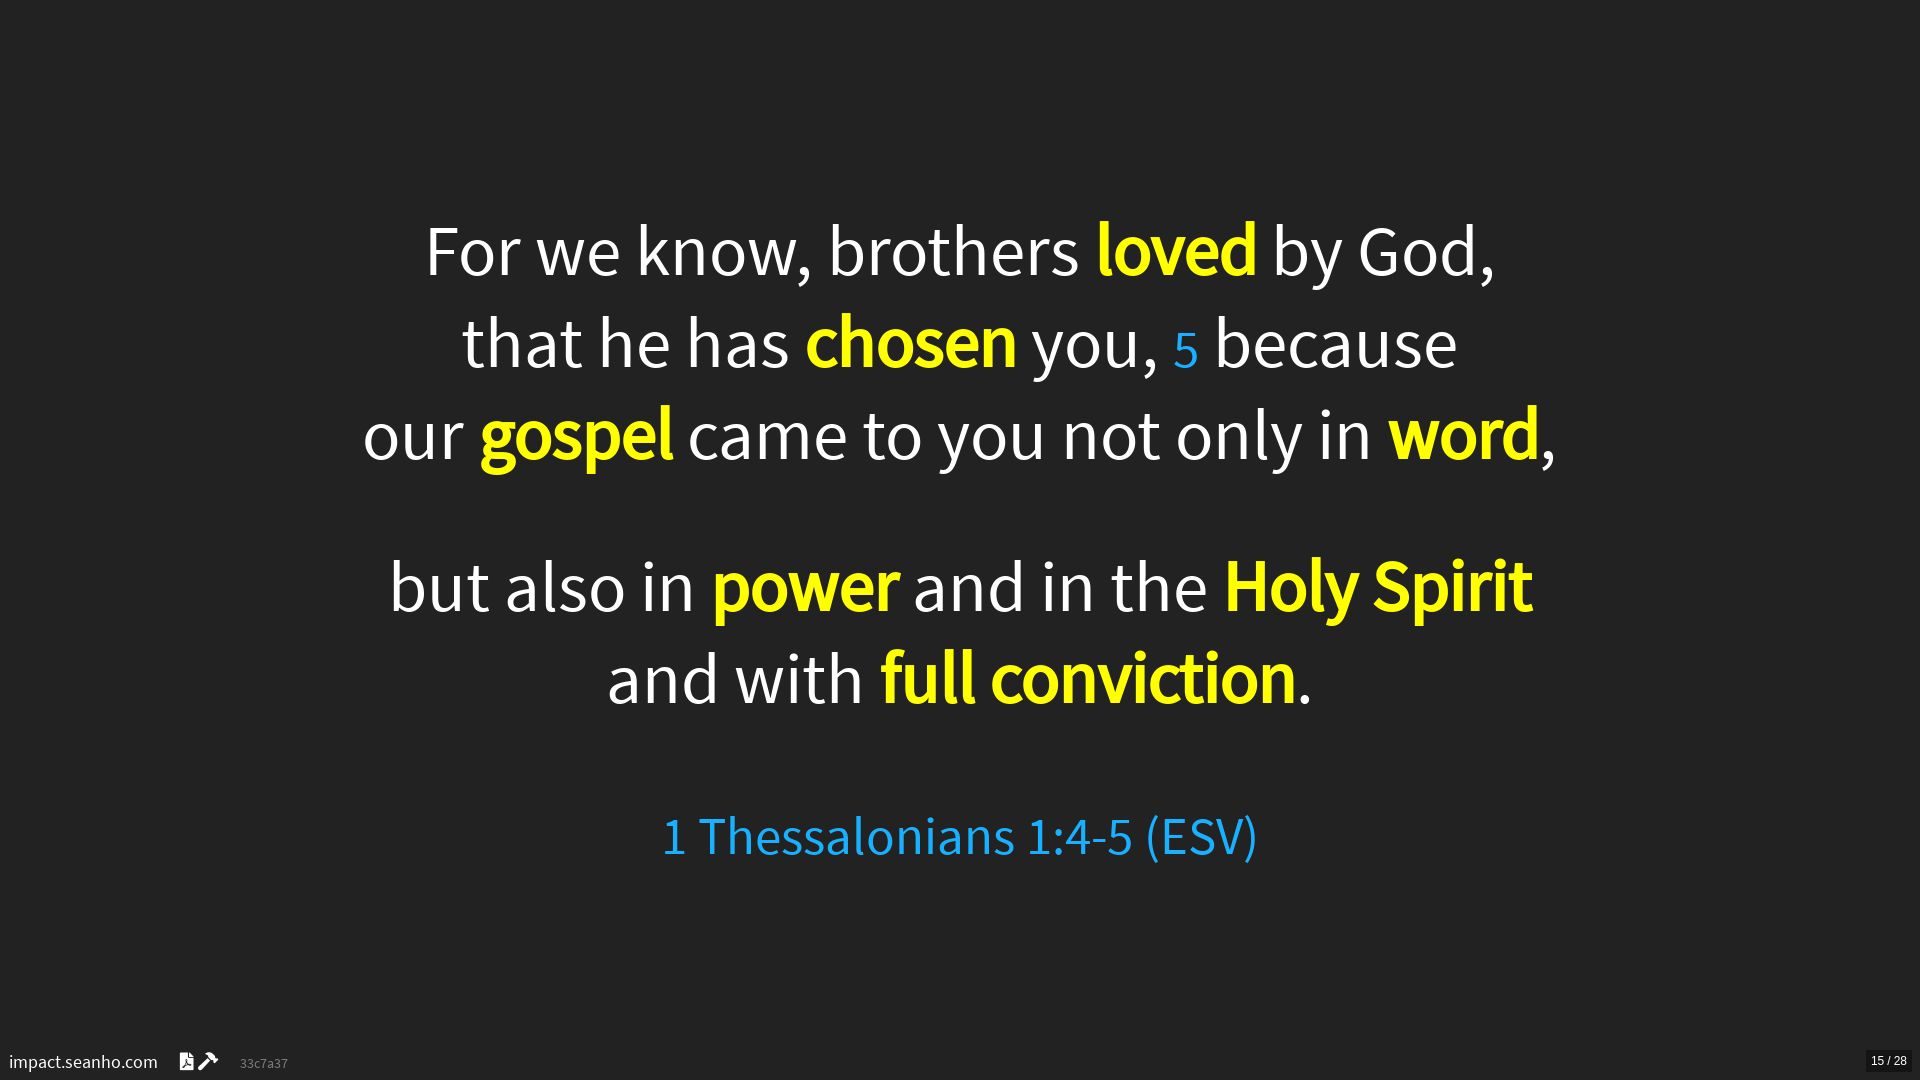 For we know, brothers loved by God,
that he has chosen you, 5 because
our gospel came to you not only in word,
but also in power and in the Holy Spirit
and with full conviction.
1 Thessalonians 1:4-5 (ESV)
impact.seanho.com 33c7a37
15 / 28